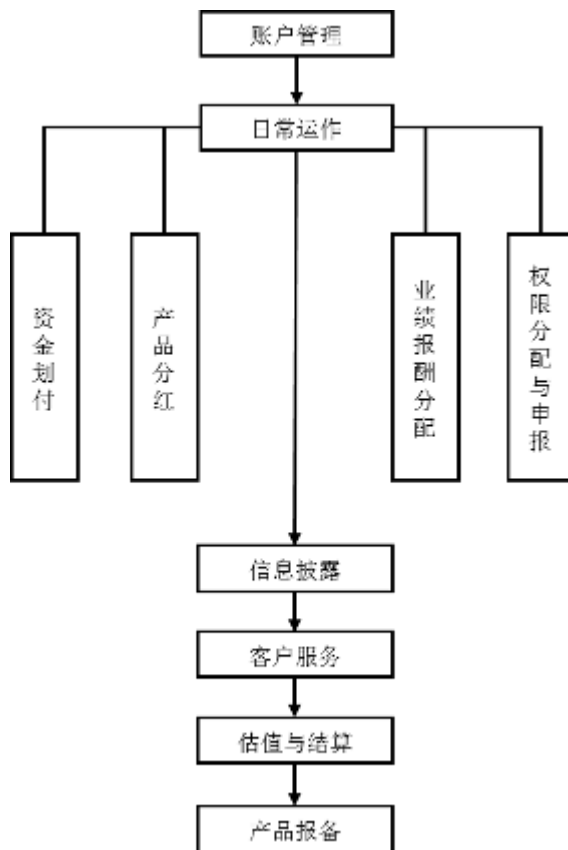 账户管理
日常运作
资金划付
产品分红
业绩报酬分配
权限分配与申报
信息披露
客户服务
估值与结算
产品报备